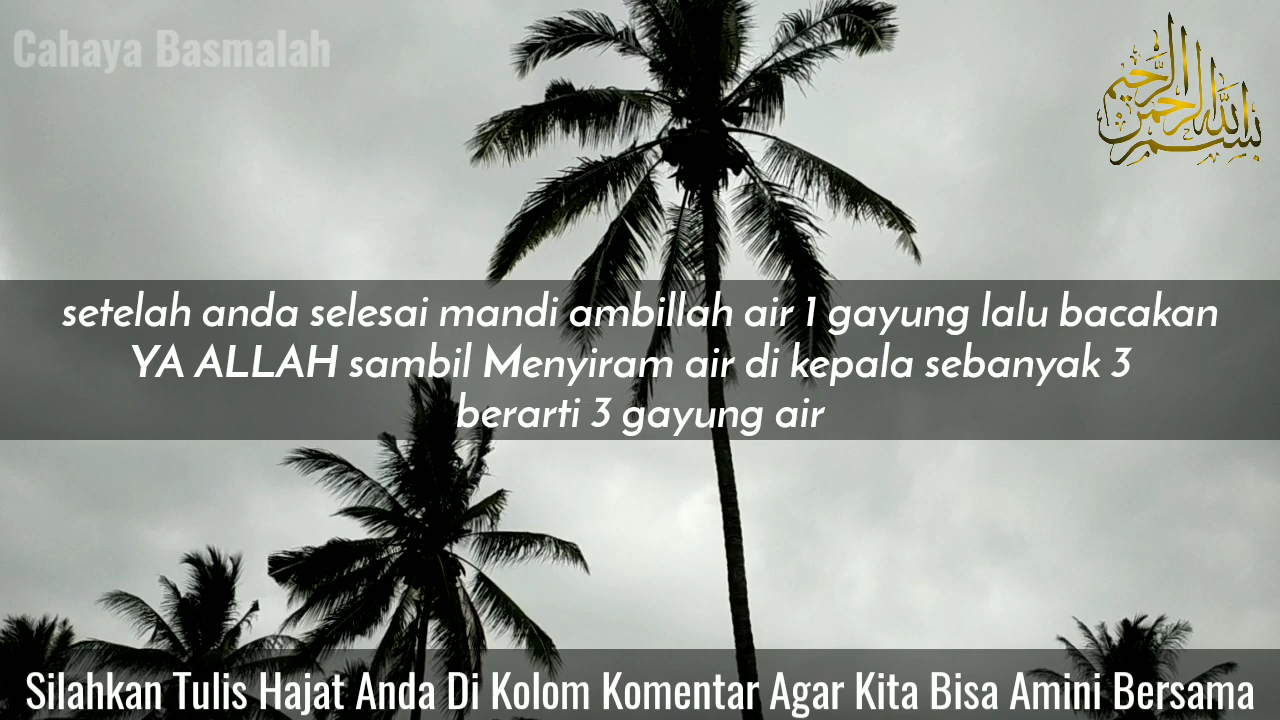 Cahaya Basmalah
بسم الله الرحمن الرحيم
setelah anda selesai mandi ambillah air 1 gayung lalu bacakan
YA ALLAH sambil Menyiram air di kepala sebanyak 3
berarti 3 gayung air
Silahkan Tulis Hajat Anda Di Kolom Komentar Agar Kita Bisa Amini Bersama